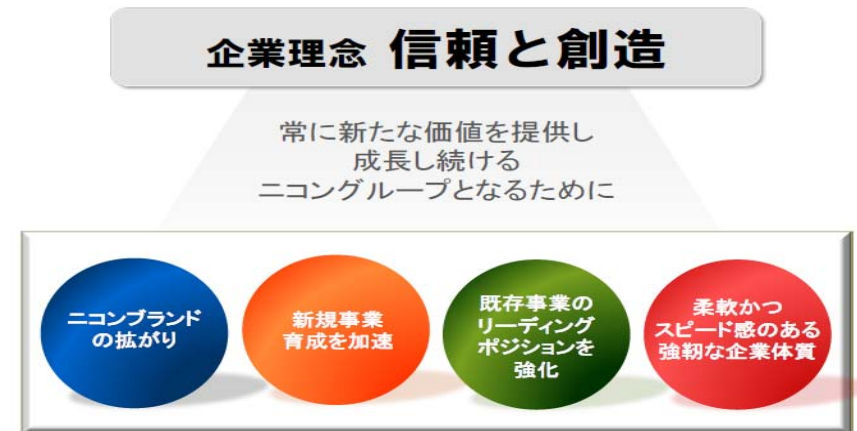 企業理念 信頼と創造
常に新たな価値を提供し
成長し続ける
ニコングループとなるために
ニコンブランド
の拡がり
新規事業
育成を加速
既存事業の
リーディング
ポジションを
強化
柔軟かつ
スピード感のある
強靭な企業体質